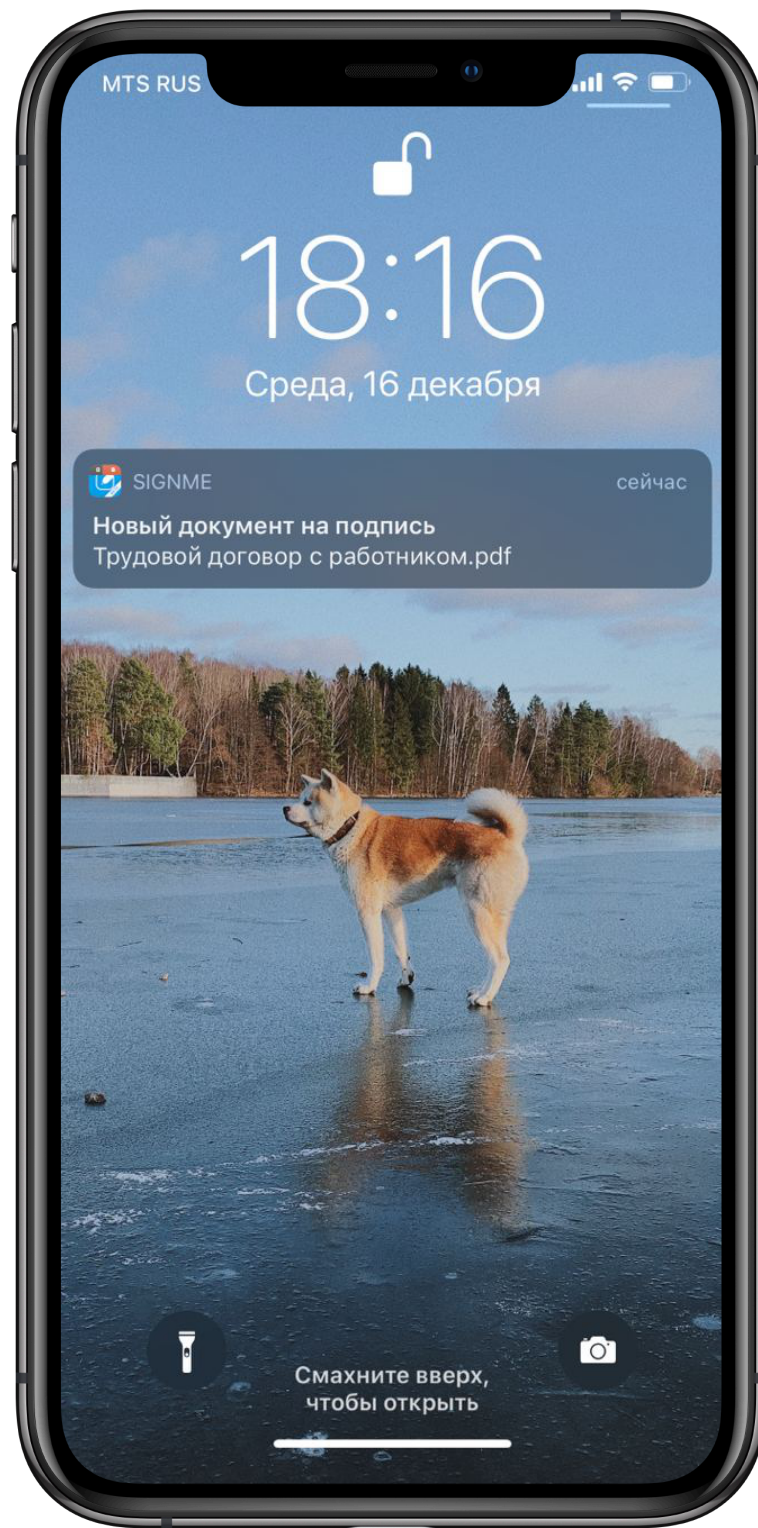 MTS RUS
18:16
Среда, 16 декабря
SIGNME
сейчас
Новый документ на подпись
Трудовой договор с работником.pdf
Смахните вверх,
чтобы открыть